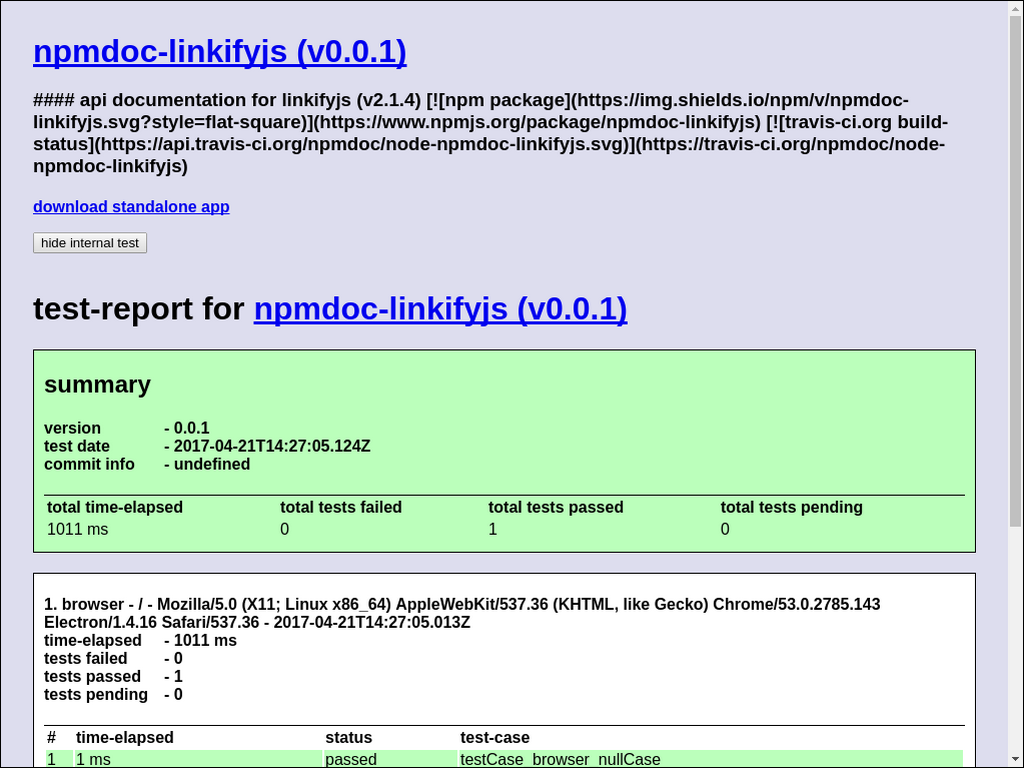 npmdoc-linkifyjs (v0.0.1)
#### api documentation for linkifyjs (v2.1.4) [![npm package](https://img.shields.io/npm/v/npmdoc-
linkifyjs.svg?style=flat-square)](https://www.npmjs.org/package/npmdoc-linkifyjs) [![travis-ci.org build-
status](https://api.travis-ci.org/npmdoc/node-npmdoc-linkifyjs.svg)](https://travis-ci.org/npmdoc/node-
npmdoc-linkifyjs)
download standalone app
hide internal test
test-report for npmdoc-linkifyjs (v0.0.1)
summary
version - 0.0.1
test date - 2017-04-21T14:27:05.124Z
commit info - undefined
total time-elapsed total tests failed total tests passed total tests pending
1011 ms 0 1 0
1. browser - / - Mozilla/5.0 (X11; Linux x86_64) AppleWebKit/537.36 (KHTML, like Gecko) Chrome/53.0.2785.143
Electron/1.4.16 Safari/537.36 - 2017-04-21T14:27:05.013Z
time-elapsed - 1011 ms
tests failed - 0
tests passed - 1
tests pending - 0
# time-elapsed status test-case
1 1 ms passed testCase_browser_nullCase